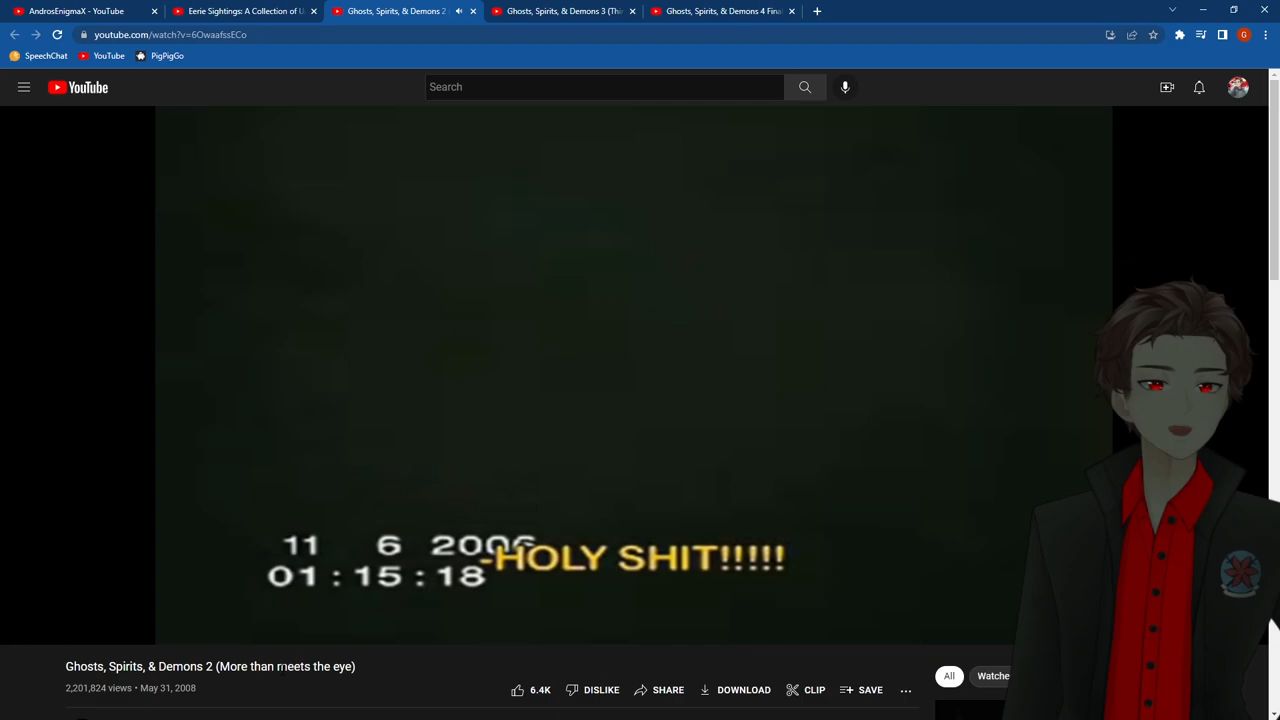 AndrosEnigmaX - YouTube
Eerie Sightings: A Collection of U
Ghosts, Spirits, & Demons 2
Ghosts, Spirits, & Demons 3 (Thi
Ghosts, Spirits, & Demons 4 Fina
youtube.com/watch?v=6OwaafssECo
G
SpeechChat
YouTube
PigPigGo
YouTube
Search
11 6 2006
-HOLY SHIT!!!!!
01:15:18
Ghosts, Spirits, & Demons 2 (More than meets the eye)
2,201,824 views • May 31, 2008
6.4K
DISLIKE
SHARE
DOWNLOAD
CLIP
SAVE
All
Watche